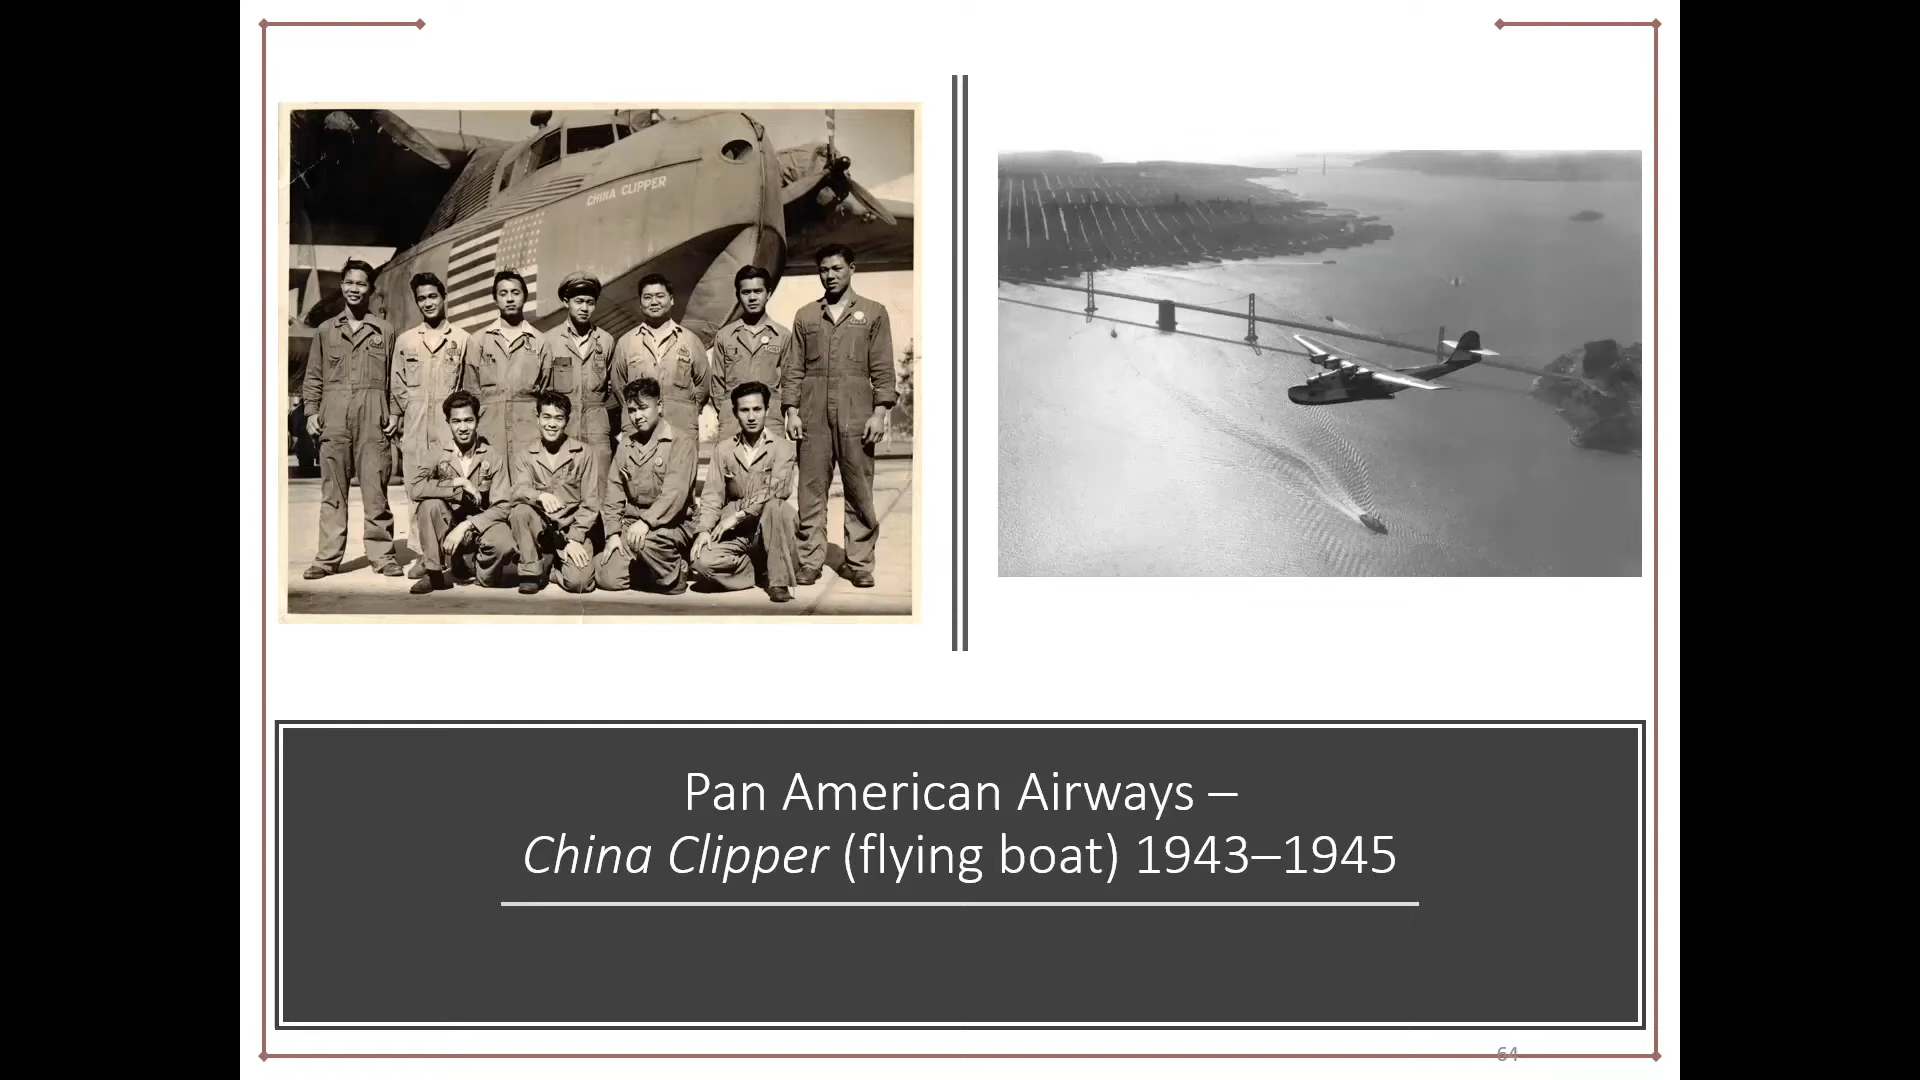 CHINA CLIPPER
Pan American Airways –
China Clipper (flying boat) 1943–1945
64